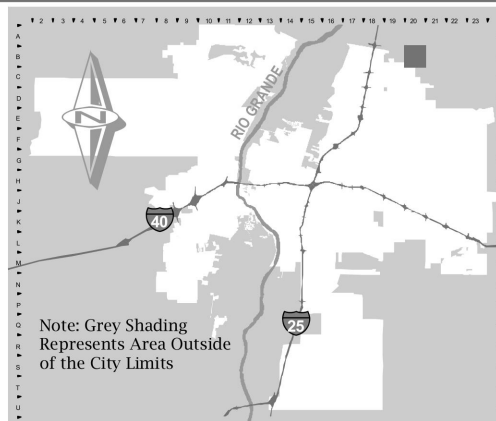 2 3 4 5 6 7 8 9 10 11 12 13 14 15 16 17 18 19 20 21 22 23
A
B
C
D
E
F
G
H
J
K
L
M
N
P
Q
R
S
T
U
N
RIO GRANDE
40
25
Note: Grey Shading
Represents Area Outside
of the City Limits